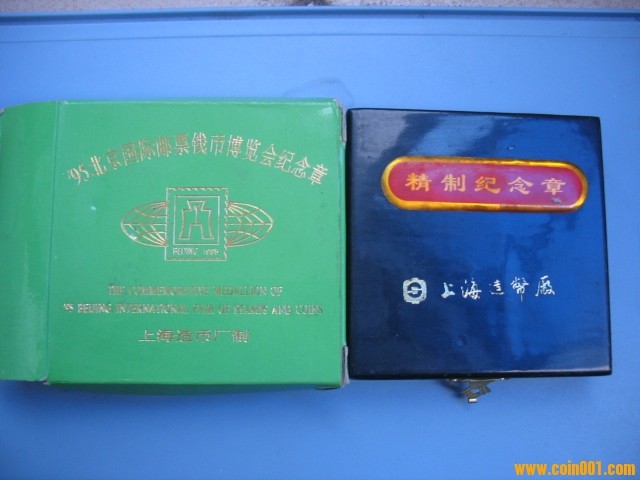 '95北京国际邮票钱币博览会纪念章
BEIJING 1995
THE COMMEMORATIVE MEDALLION OF
'95 BEIJING INTERNATIONAL FAIR OF STAMPS AND COINS
上海造币厂制
精制纪念章
上海造幣廠
www.coin001.com